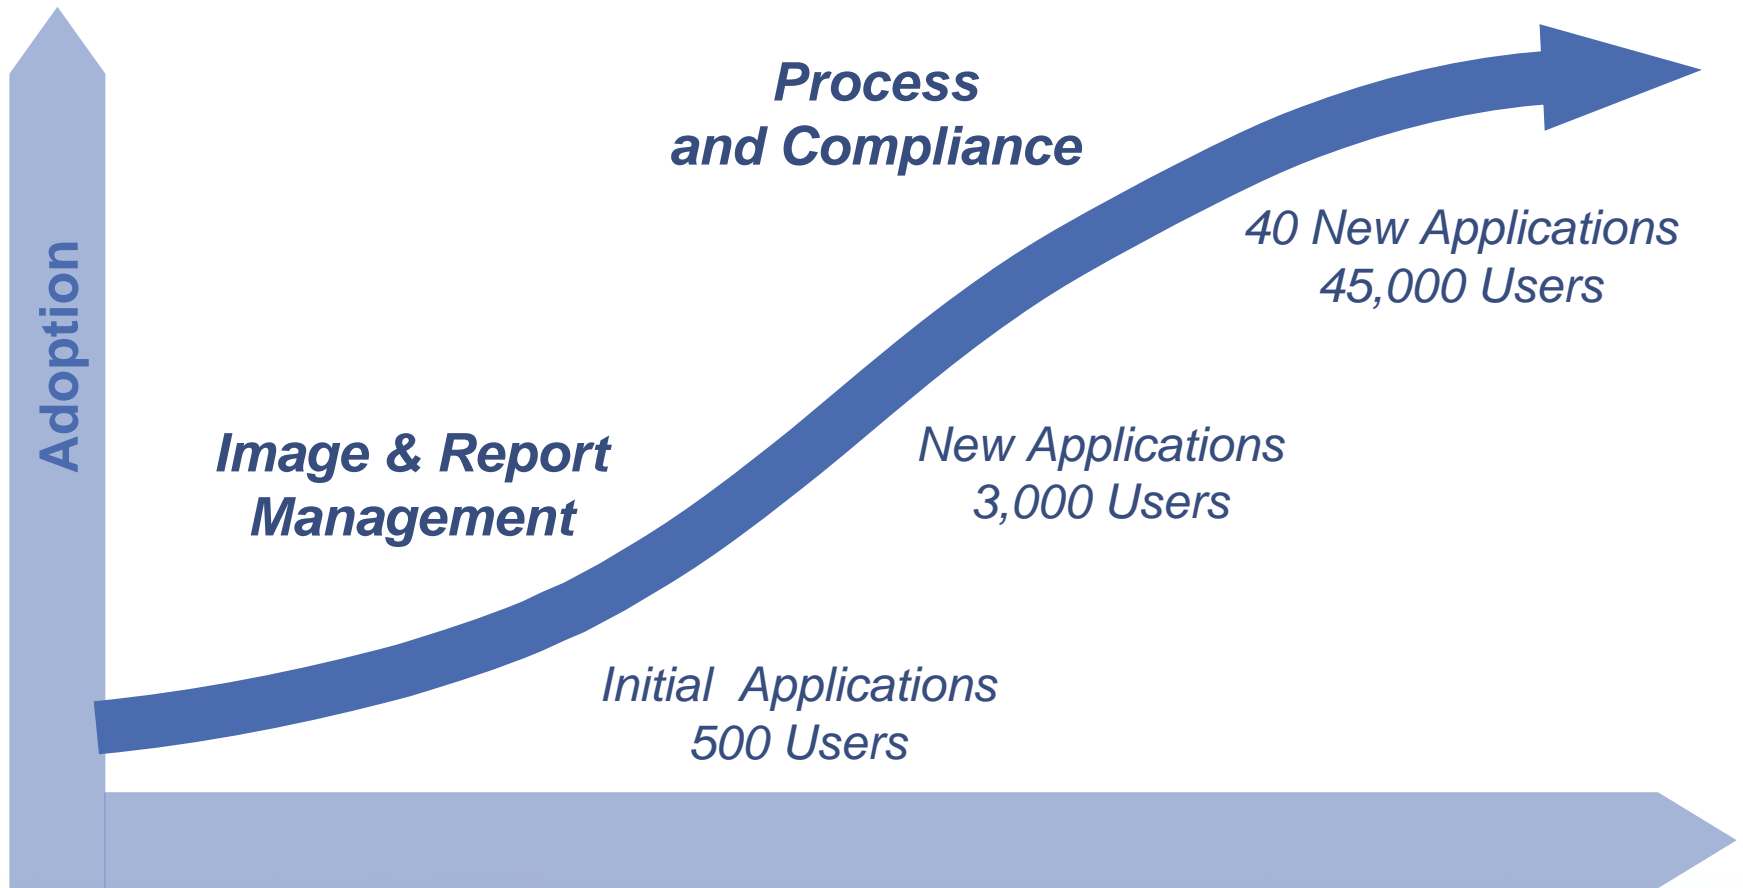 Process
and Compliance
40 New Applications
45,000 Users
Adoption
Image & Report
Management
New Applications
3,000 Users
Initial Applications
500 Users